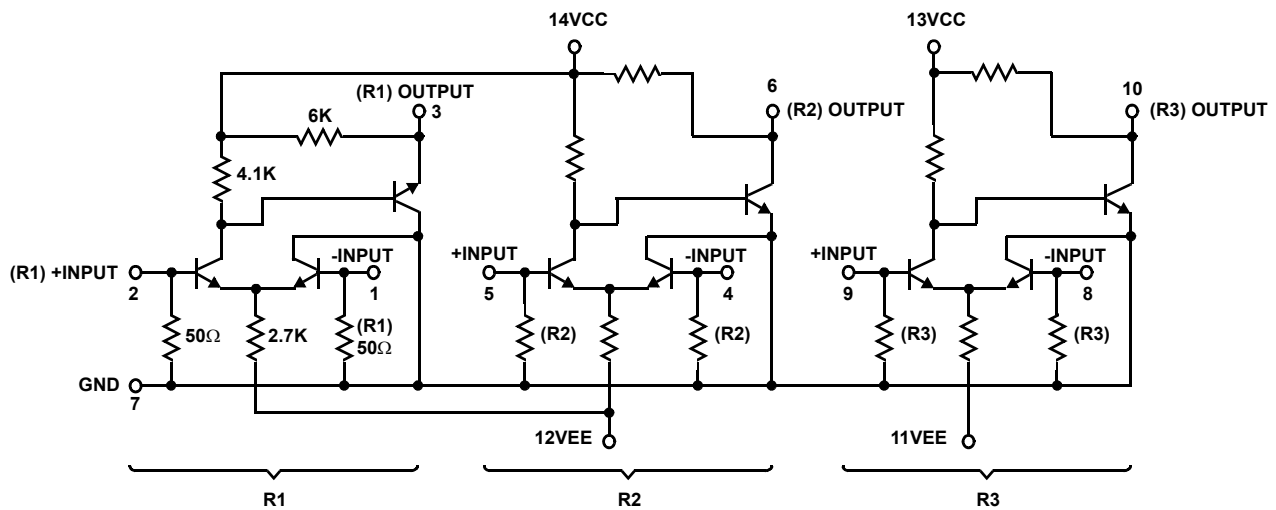 14VCC
13VCC
(R1) OUTPUT
3
6
(R2) OUTPUT
10
(R3) OUTPUT
6K
4.1K
(R1) +INPUT
2
-INPUT
1
+INPUT
5
-INPUT
4
+INPUT
9
-INPUT
8
50Ω
2.7K
(R1)
50Ω
(R2)
(R2)
(R3)
(R3)
GND
7
12VEE
11VEE
R1
R2
R3